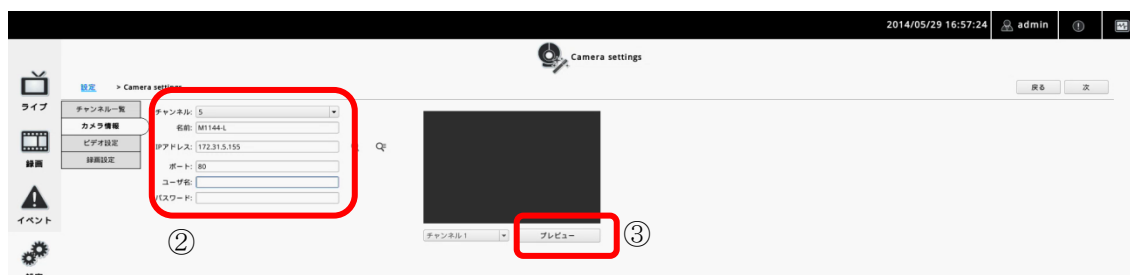 2014/05/29 16:57:24 admin
Camera settings
設定 > Camera settings
戻る 次
ライブ
録画
イベント
チャンネル一覧
カメラ情報
ビデオ設定
録画設定
チャンネル: 5
名前: M1144-L
IPアドレス: 172.31.5.155
ポート: 80
ユーザ名:
パスワード:
②
チャンネル 1 プレビュー ③